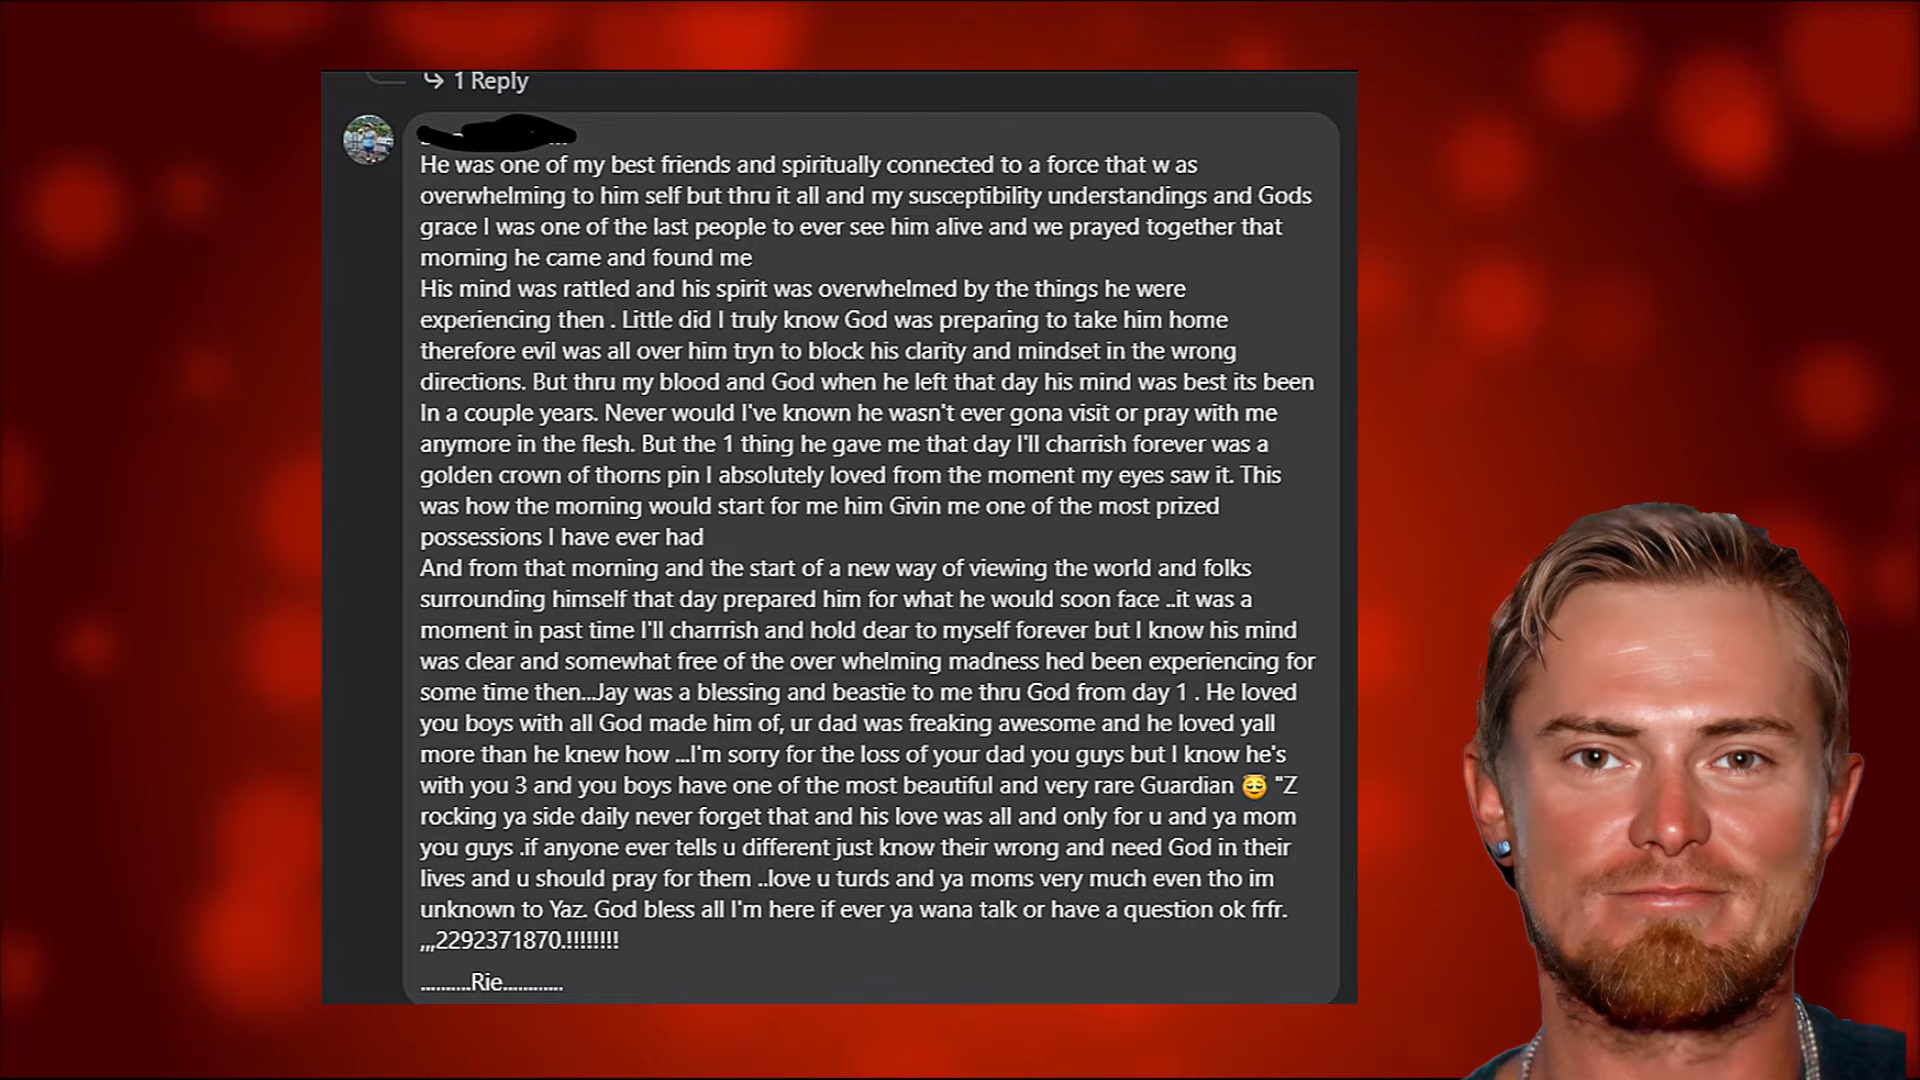 1 Reply
He was one of my best friends and spiritually connected to a force that w as
overwhelming to him self but thru it all and my susceptibility understandings and Gods
grace I was one of the last people to ever see him alive and we prayed together that
morning he came and found me
His mind was rattled and his spirit was overwhelmed by the things he were
experiencing then . Little did I truly know God was preparing to take him home
therefore evil was all over him tryn to block his clarity and mindset in the wrong
directions. But thru my blood and God when he left that day his mind was best its been
In a couple years. Never would I've known he wasn't ever gona visit or pray with me
anymore in the flesh. But the 1 thing he gave me that day I'll charrish forever was a
golden crown of thorns pin I absolutely loved from the moment my eyes saw it. This
was how the morning would start for me him Givin me one of the most prized
possessions I have ever had
And from that morning and the start of a new way of viewing the world and folks
surrounding himself that day prepared him for what he would soon face ..it was a
moment in past time I'll charrrish and hold dear to myself forever but I know his mind
was clear and somewhat free of the over whelming madness hed been experiencing for
some time then...Jay was a blessing and beastie to me thru God from day 1 . He loved
you boys with all God made him of, ur dad was freaking awesome and he loved yall
more than he knew how ...I'm sorry for the loss of your dad you guys but I know he's
with you 3 and you boys have one of the most beautiful and very rare Guardian 😇 "Z
rocking ya side daily never forget that and his love was all and only for u and ya mom
you guys .if anyone ever tells u different just know their wrong and need God in their
lives and u should pray for them ..love u turds and ya moms very much even tho im
unknown to Yaz. God bless all I'm here if ever ya wana talk or have a question ok frfr.
,,,2292371870.!!!!!!!!
..........Rie............